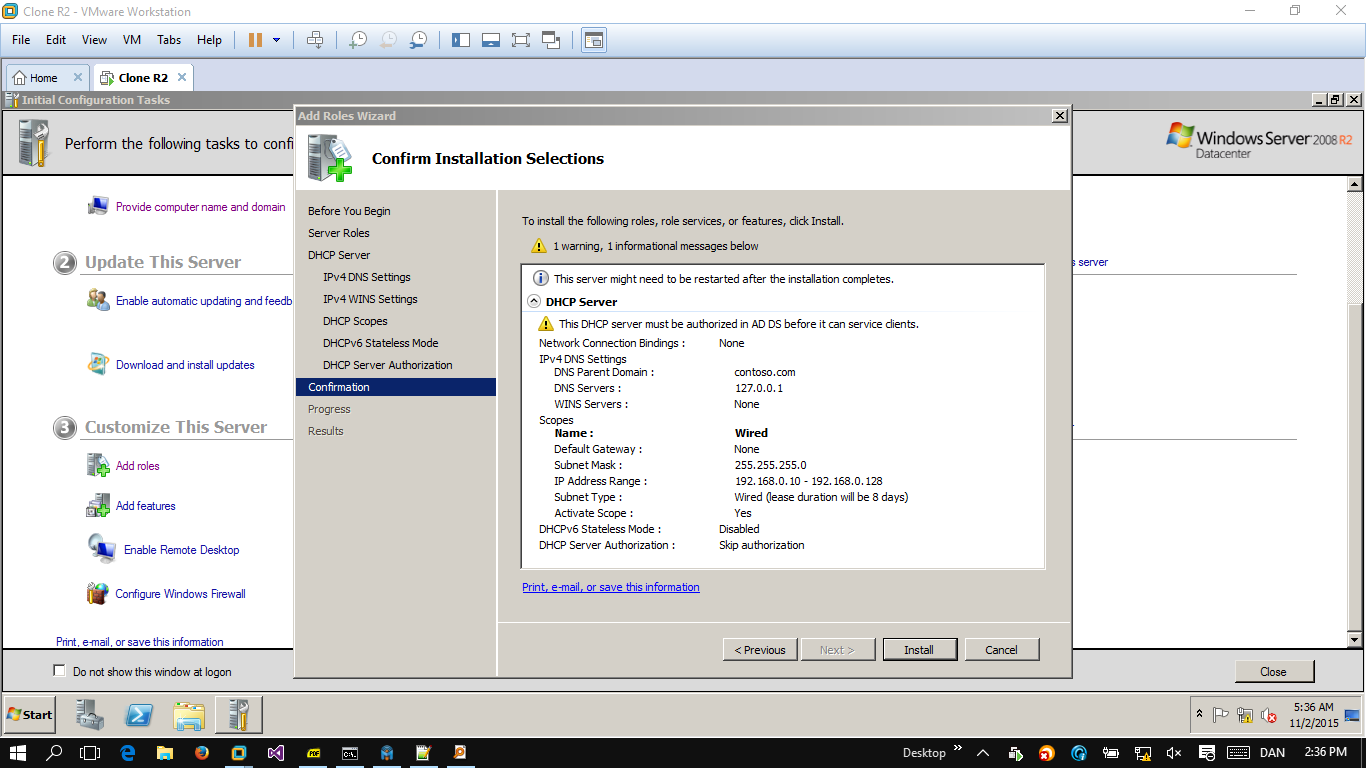 Clone R2 - VMware Workstation
File Edit View VM Tabs Help
Home Clone R2
Initial Configuration Tasks
Perform the following tasks to confi
Windows Server 2008 R2
Datacenter
Provide computer name and domain
2 Update This Server
s server
Enable automatic updating and feedb
Download and install updates
3 Customize This Server
Add roles
Add features
Enable Remote Desktop
Configure Windows Firewall
Print, e-mail, or save this information
Do not show this window at logon
Close
Add Roles Wizard
Confirm Installation Selections
Before You Begin
Server Roles
DHCP Server
IPv4 DNS Settings
IPv4 WINS Settings
DHCP Scopes
DHCPv6 Stateless Mode
DHCP Server Authorization
Confirmation
Progress
Results
To install the following roles, role services, or features, click Install.
1 warning, 1 informational messages below
This server might need to be restarted after the installation completes.
DHCP Server
This DHCP server must be authorized in AD DS before it can service clients.
Network Connection Bindings : None
IPv4 DNS Settings
DNS Parent Domain : contoso.com
DNS Servers : 127.0.0.1
WINS Servers : None
Scopes
Name : Wired
Default Gateway : None
Subnet Mask : 255.255.255.0
IP Address Range : 192.168.0.10 - 192.168.0.128
Subnet Type : Wired (lease duration will be 8 days)
Activate Scope : Yes
DHCPv6 Stateless Mode : Disabled
DHCP Server Authorization : Skip authorization
Print, e-mail, or save this information
< Previous Next > Install Cancel
Start
5:36 AM
11/2/2015
Desktop
DAN
2:36 PM